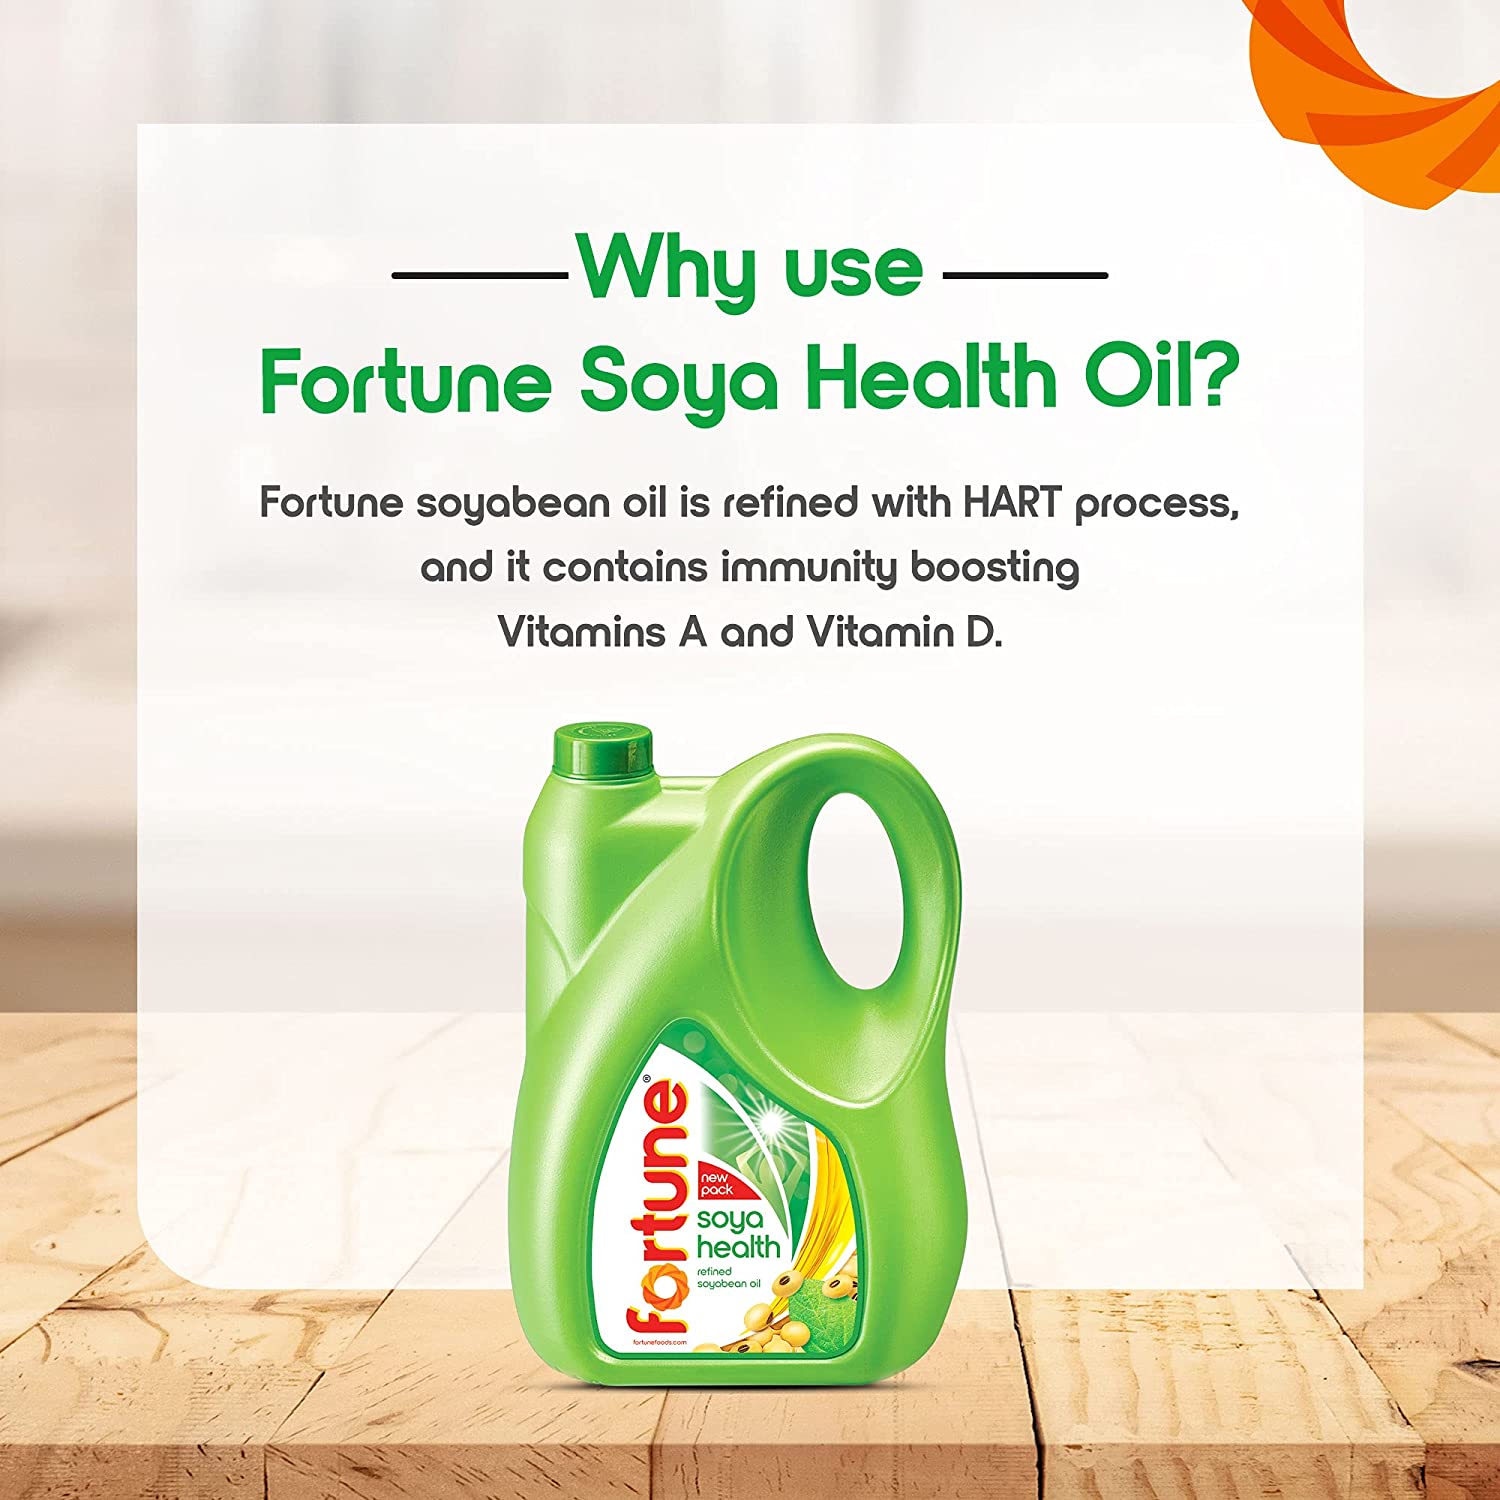 Why use
Fortune Soya Health Oil?
Fortune soyabean oil is refined with HART process,
and it contains immunity boosting
Vitamins A and Vitamin D.
fortune®
new
pack
soya
health
refined
soyabean oil
fortunefoods.com